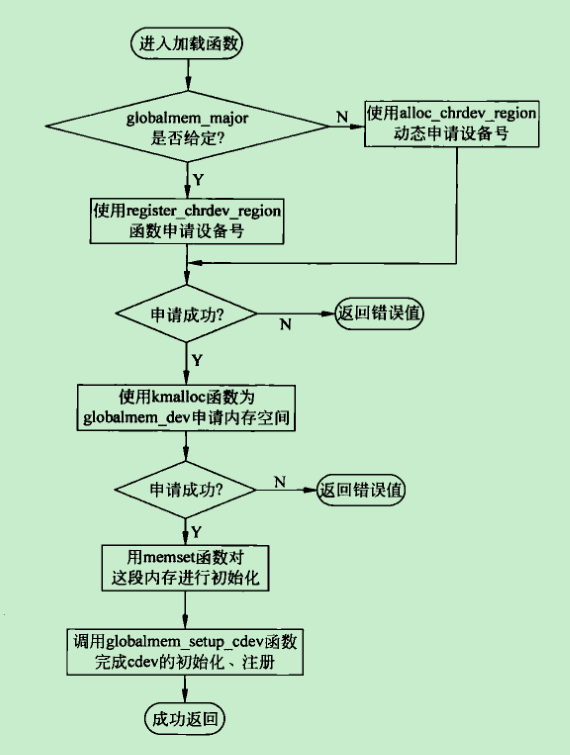 进入加载函数
globalmem_major
是否给定?
N
使用alloc_chrdev_region
动态申请设备号
Y
使用register_chrdev_region
函数申请设备号
申请成功?
N
返回错误值
Y
使用kmalloc函数为
globalmem_dev申请内存空间
申请成功?
N
返回错误值
Y
用memset函数对
这段内存进行初始化
调用globalmem_setup_cdev函数
完成cdev的初始化、注册
成功返回